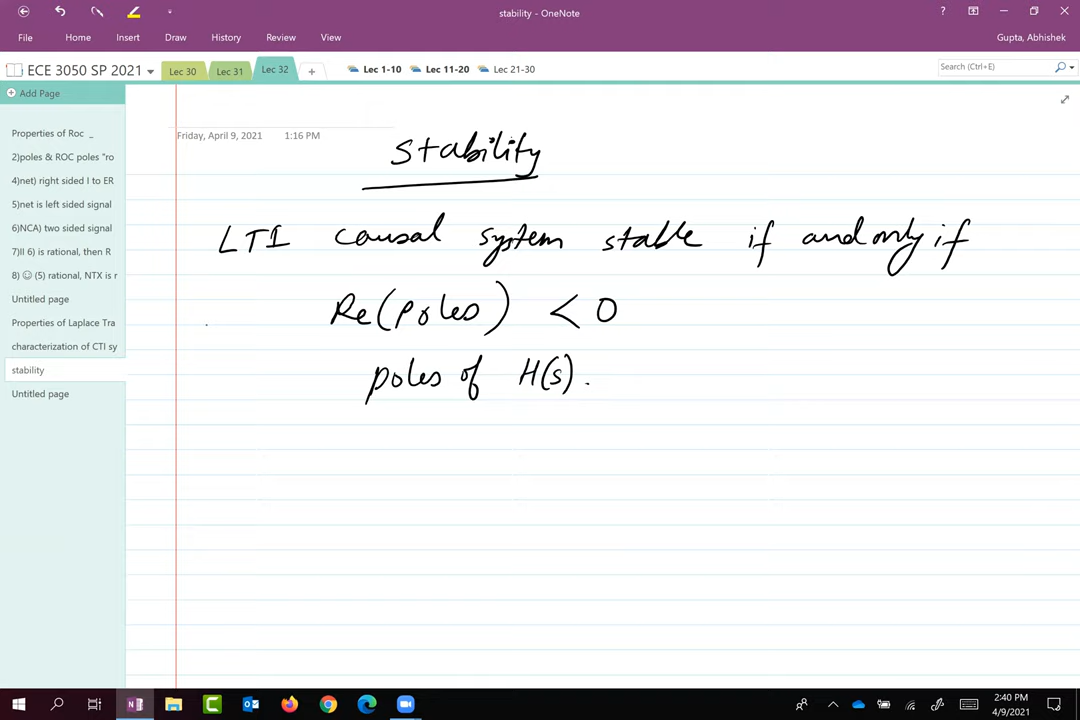 stability - OneNote
?
File Home Insert Draw History Review View
Gupta, Abhishek
ECE 3050 SP 2021 Lec 30 Lec 31 Lec 32 + Lec 1-10 Lec 11-20 Lec 21-30
Search (Ctrl+E)
Add Page
Properties of Roc _
2)poles & ROC poles "ro
4)net) right sided I to ER
5)net is left sided signal
6)NCA) two sided signal
7)II 6) is rational, then R
8) ☺ (5) rational, NTX is r
Untitled page
Properties of Laplace Tra
characterization of CTI sy
stability
Untitled page
Friday, April 9, 2021 1:16 PM
Stability
LTI causal system stable if and only if
Re(poles) < 0
poles of H(s).
2:40 PM
4/9/2021